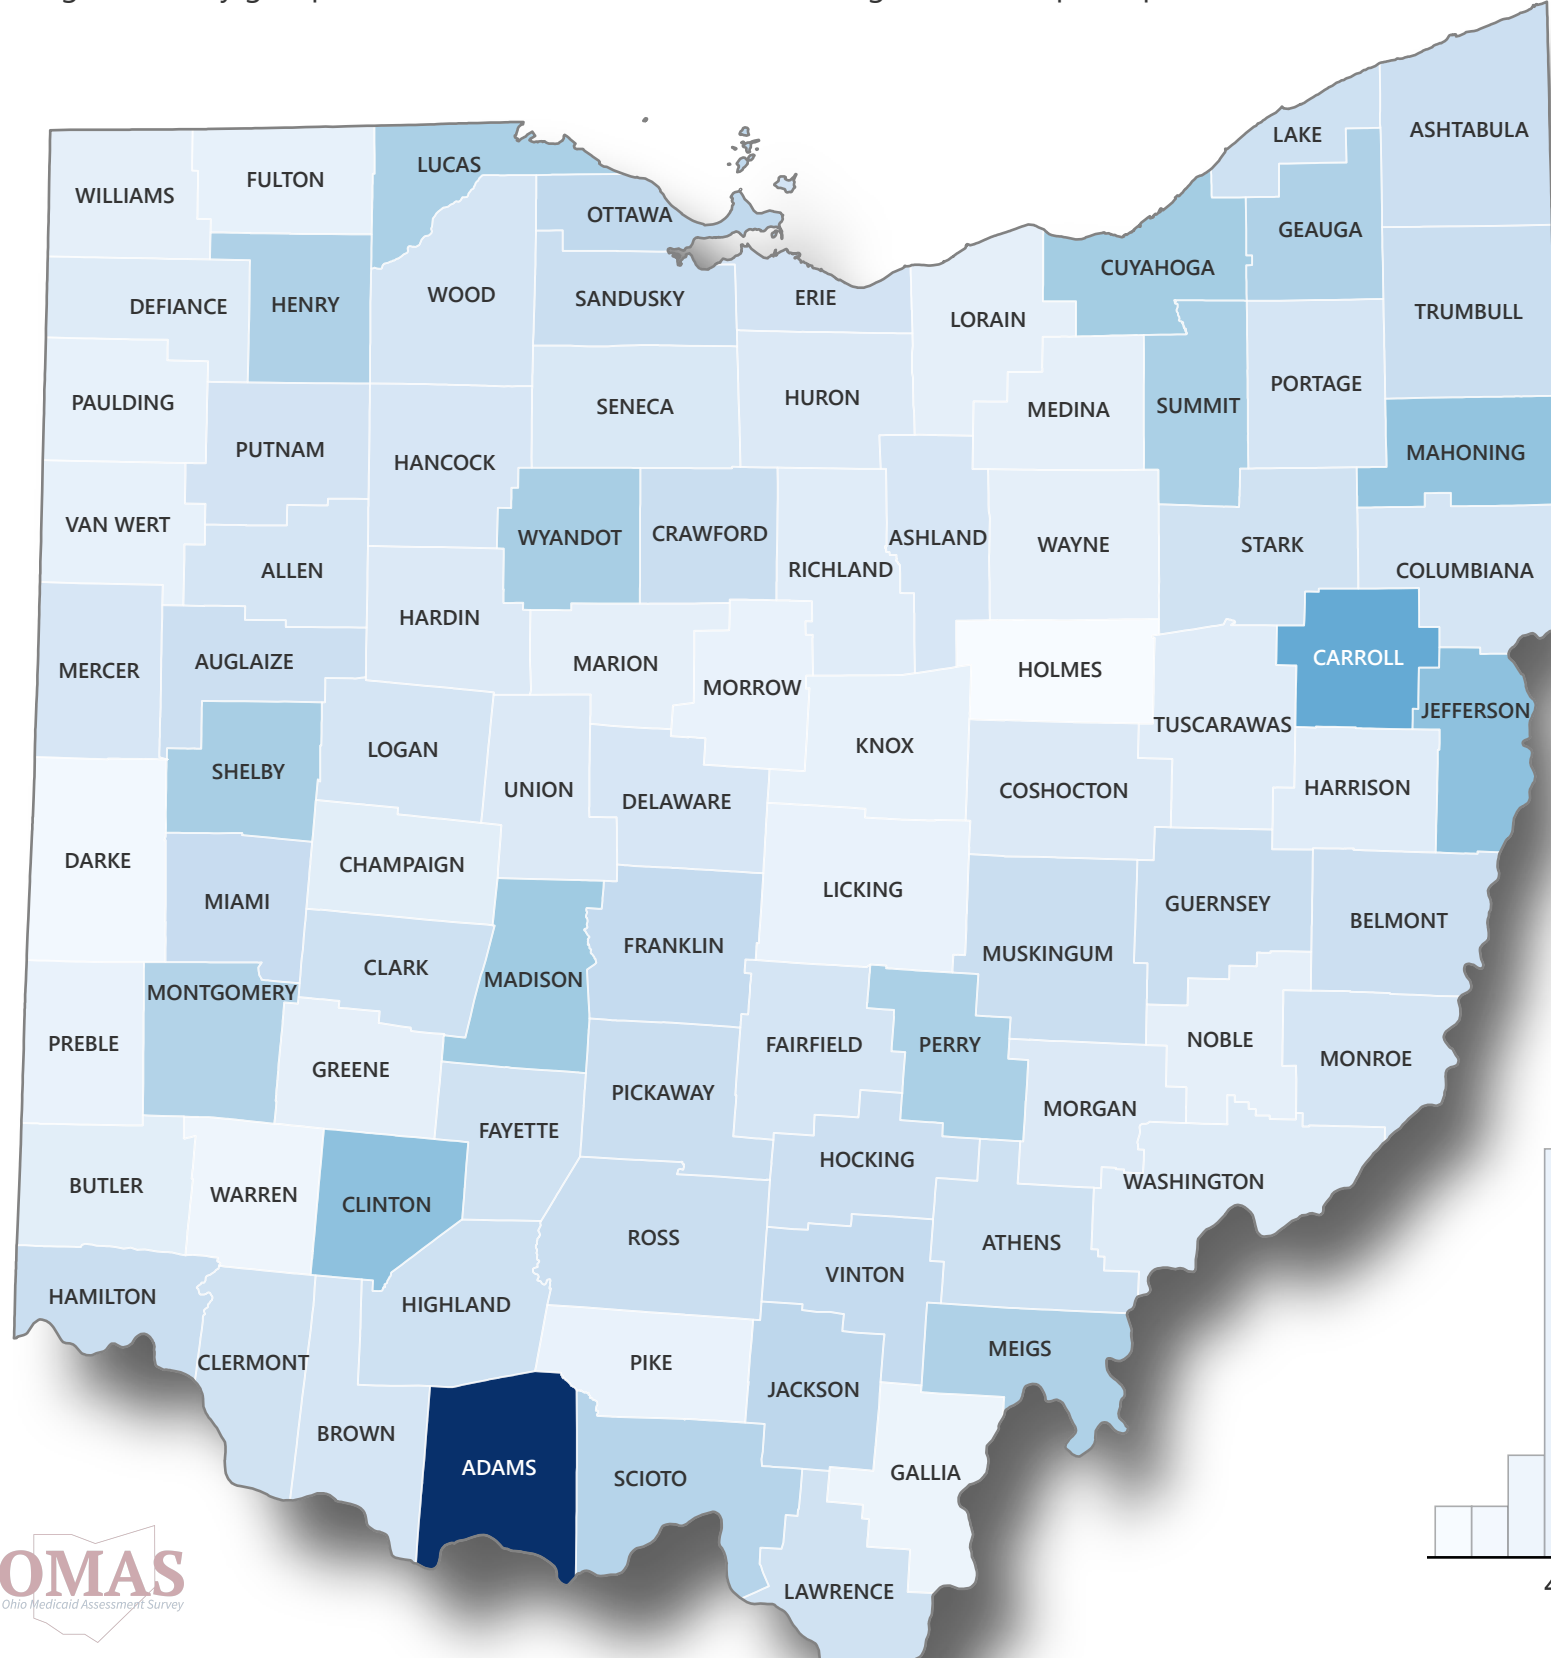 LAKE
ASHTABULA
LUCAS
FULTON
WILLIAMS
OTTAWA
GEAUGA
CUYAHOGA
WOOD
SANDUSKY
ERIE
HENRY
DEFIANCE
LORAIN
TRUMBULL
PORTAGE
HURON
PAULDING
SENECA
MEDINA
SUMMIT
PUTNAM
MAHONING
HANCOCK
VAN WERT
WYANDOT
CRAWFORD
ASHLAND
WAYNE
STARK
ALLEN
RICHLAND
COLUMBIANA
HARDIN
CARROLL
MERCER
AUGLAIZE
MARION
HOLMES
MORROW
JEFFERSON
TUSCARAWAS
LOGAN
KNOX
SHELBY
UNION
COSHOCTON
HARRISON
DELAWARE
DARKE
CHAMPAIGN
MIAMI
LICKING
GUERNSEY
BELMONT
FRANKLIN
MUSKINGUM
CLARK
MADISON
MONTGOMERY
PREBLE
FAIRFIELD
PERRY
NOBLE
MONROE
GREENE
PICKAWAY
MORGAN
FAYETTE
HOCKING
BUTLER
WARREN
CLINTON
WASHINGTON
ROSS
ATHENS
VINTON
HAMILTON
HIGHLAND
MEIGS
CLERMONT
PIKE
JACKSON
BROWN
ADAMS
SCIOTO
GALLIA
LAWRENCE
OMAS
Ohio Medicaid Assessment Survey